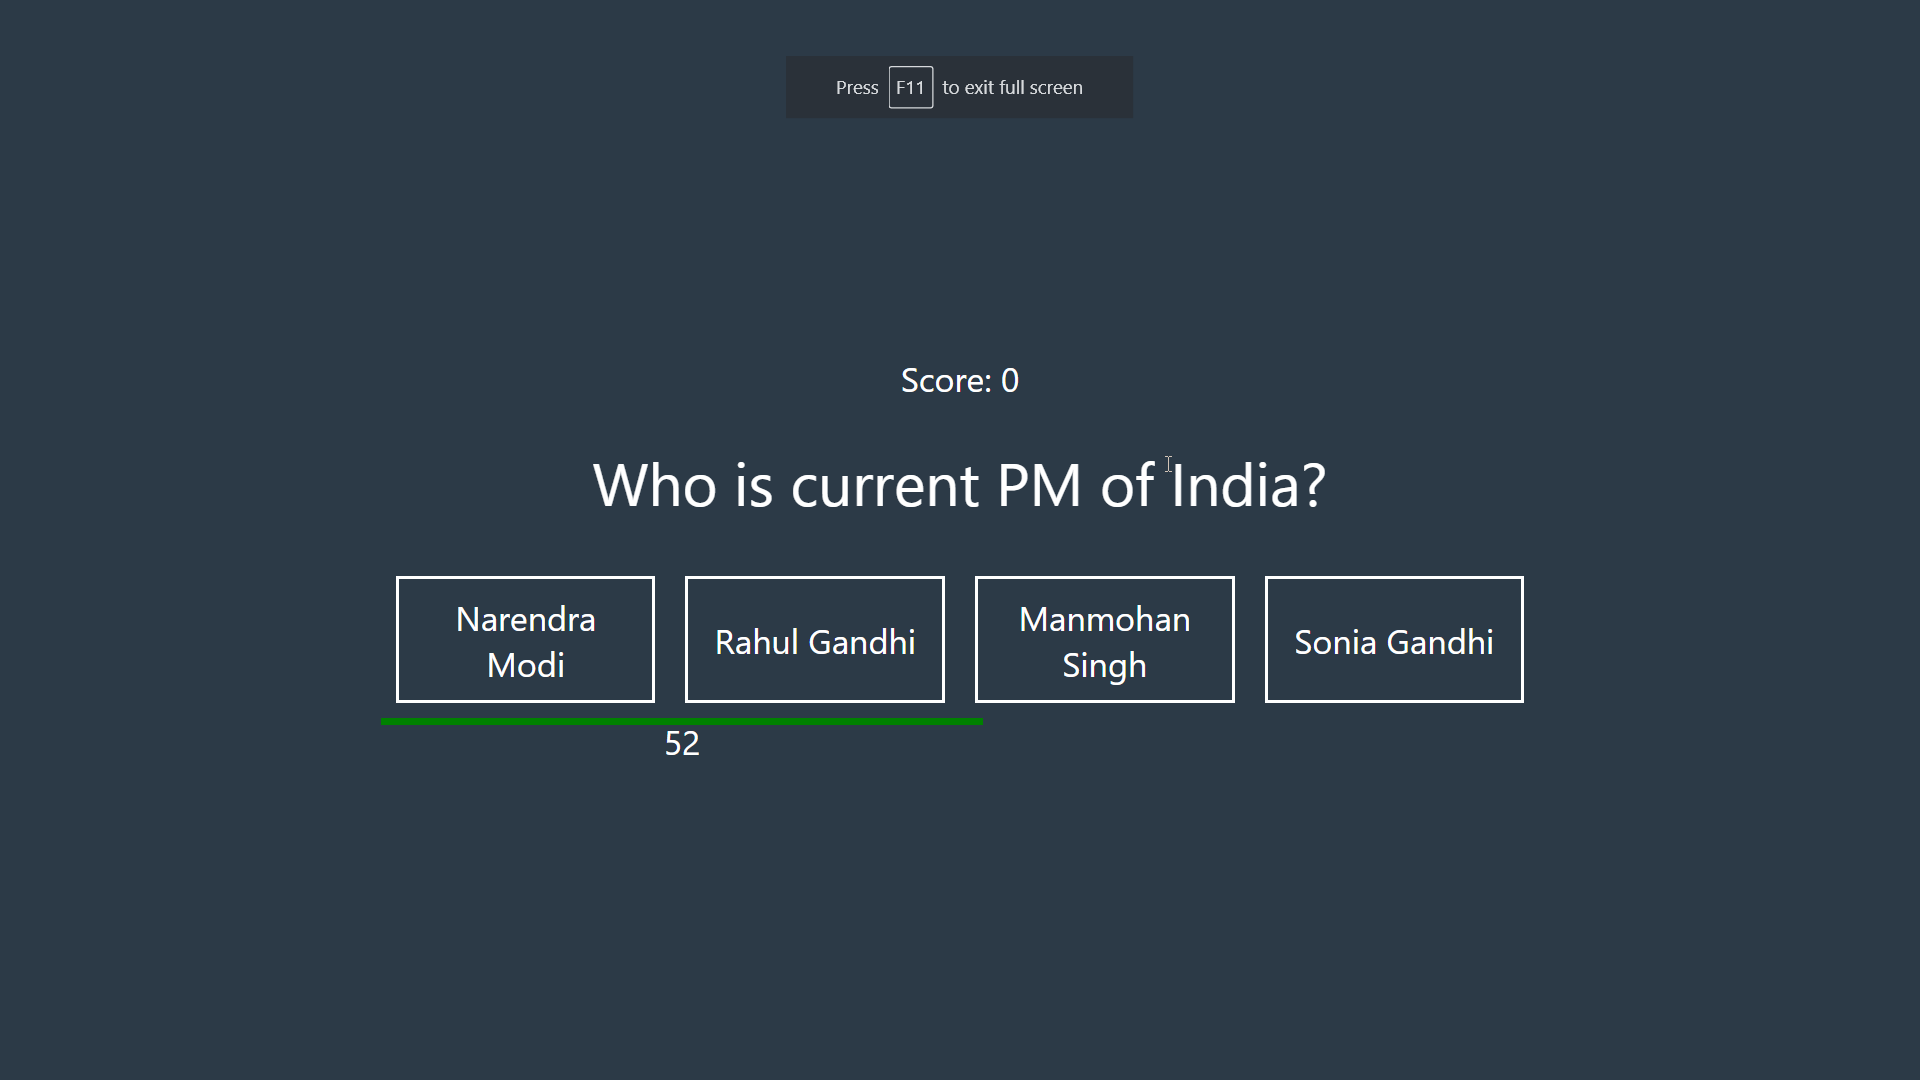 Press F11 to exit full screen
Score: 0
Who is current PM of India?
Narendra
Modi
Rahul Gandhi
Manmohan
Singh
Sonia Gandhi
52